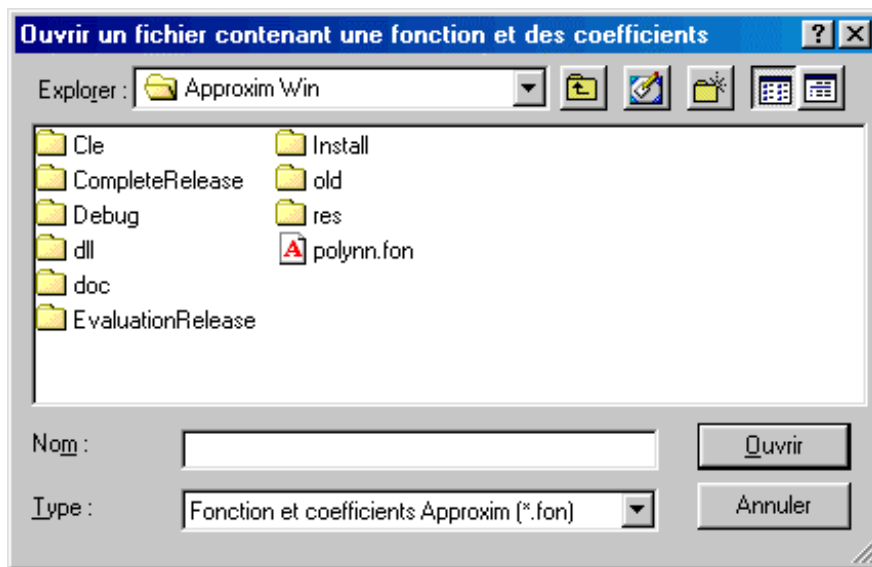 Ouvrir un fichier contenant une fonction et des coefficients
Explorer : Approxim Win
Cle Install
CompleteRelease old
Debug res
dll polynn.fon
doc
EvaluationRelease
Nom : Ouvrir
Type : Fonction et coefficients Approxim (*.fon) Annuler